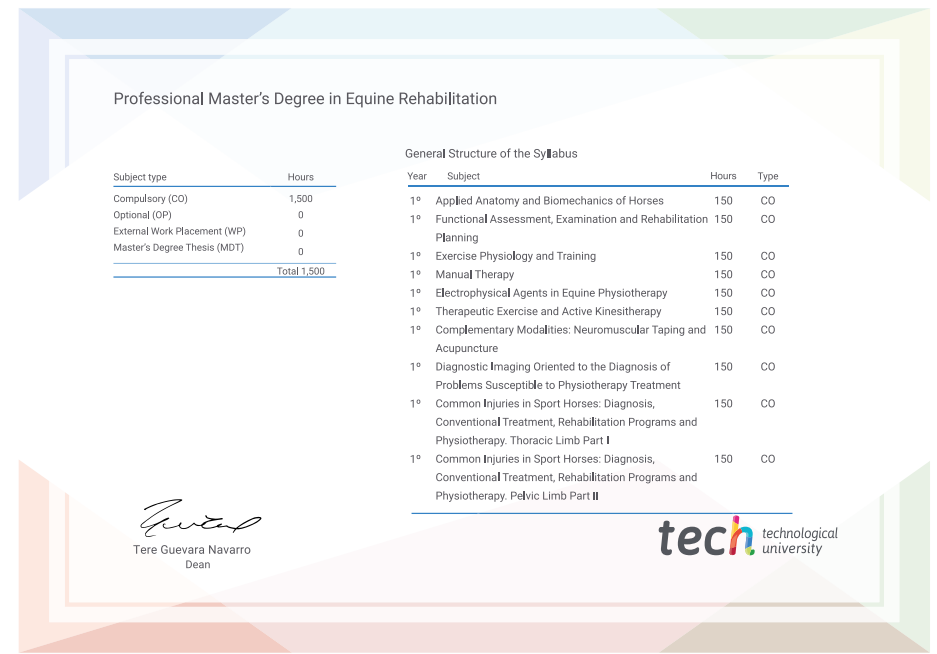 Professional Master's Degree in Equine Rehabilitation
Subject type Hours
Compulsory (CO) 1,500
Optional (OP) 0
External Work Placement (WP) 0
Master's Degree Thesis (MDT) 0
Total 1,500
General Structure of the Syllabus
Year Subject Hours Type
1º Applied Anatomy and Biomechanics of Horses 150 CO
1º Functional Assessment, Examination and Rehabilitation 150 CO
Planning
1º Exercise Physiology and Training 150 CO
1º Manual Therapy 150 CO
1º Electrophysical Agents in Equine Physiotherapy 150 CO
1º Therapeutic Exercise and Active Kinesitherapy 150 CO
1º Complementary Modalities: Neuromuscular Taping and 150 CO
Acupuncture
1º Diagnostic Imaging Oriented to the Diagnosis of 150 CO
Problems Susceptible to Physiotherapy Treatment
1º Common Injuries in Sport Horses: Diagnosis, 150 CO
Conventional Treatment, Rehabilitation Programs and
Physiotherapy. Thoracic Limb Part I
1º Common Injuries in Sport Horses: Diagnosis, 150 CO
Conventional Treatment, Rehabilitation Programs and
Physiotherapy. Pelvic Limb Part II
Tere Guevara Navarro
Dean
tech technological
university